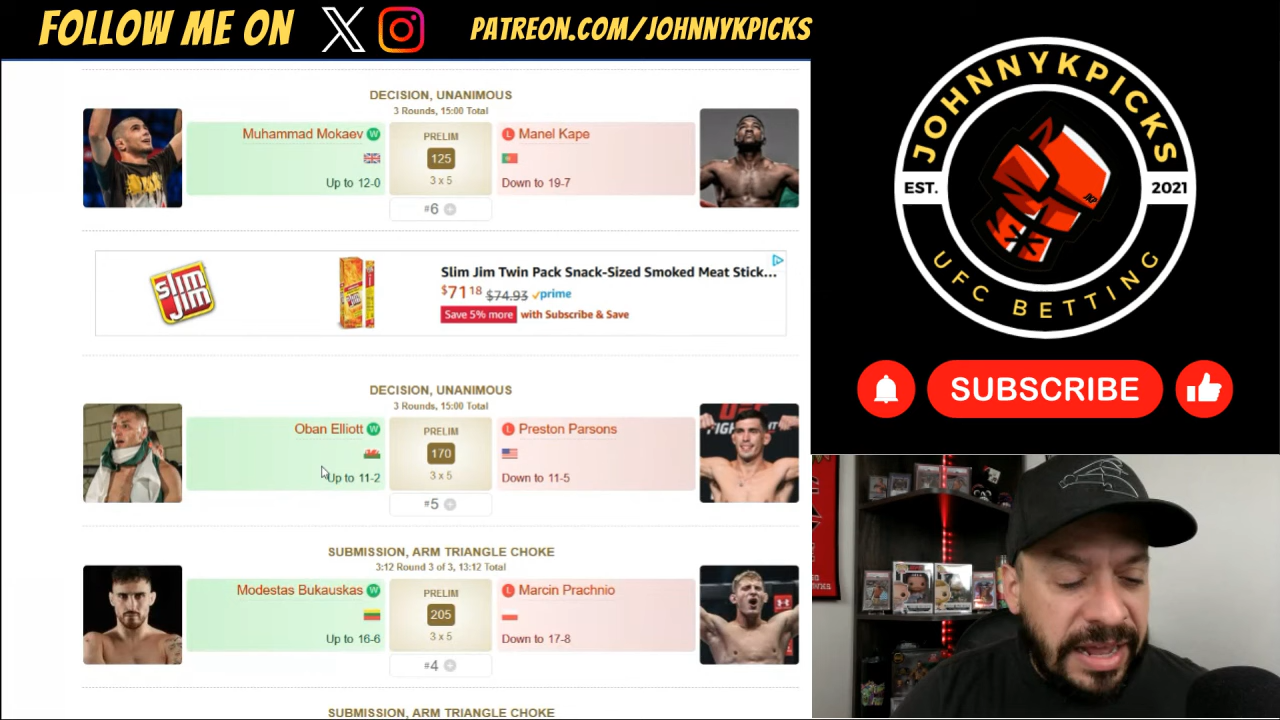 FOLLOW ME ON
PATREON.COM/JOHNNYKPICKS
DECISION, UNANIMOUS
3 Rounds, 15:00 Total
Muhammad Mokaev W
PRELIM
L Manel Kape
125
Up to 12-0
3 x 5
Down to 19-7
#6
SLIM JIM
Slim Jim Twin Pack Snack-Sized Smoked Meat Stick...
$71.18 $74.93 prime
Save 5% more with Subscribe & Save
DECISION, UNANIMOUS
3 Rounds, 15:00 Total
Oban Elliott W
PRELIM
L Preston Parsons
170
Up to 11-2
3 x 5
Down to 11-5
#5
SUBMISSION, ARM TRIANGLE CHOKE
3:12 Round 3 of 3, 13:12 Total
Modestas Bukauskas W
PRELIM
L Marcin Prachnio
205
Up to 16-6
3 x 5
Down to 17-8
#4
SUBMISSION, ARM TRIANGLE CHOKE
JOHNNYKPICKS
EST.
2021
JKP
UFC BETTING
SUBSCRIBE